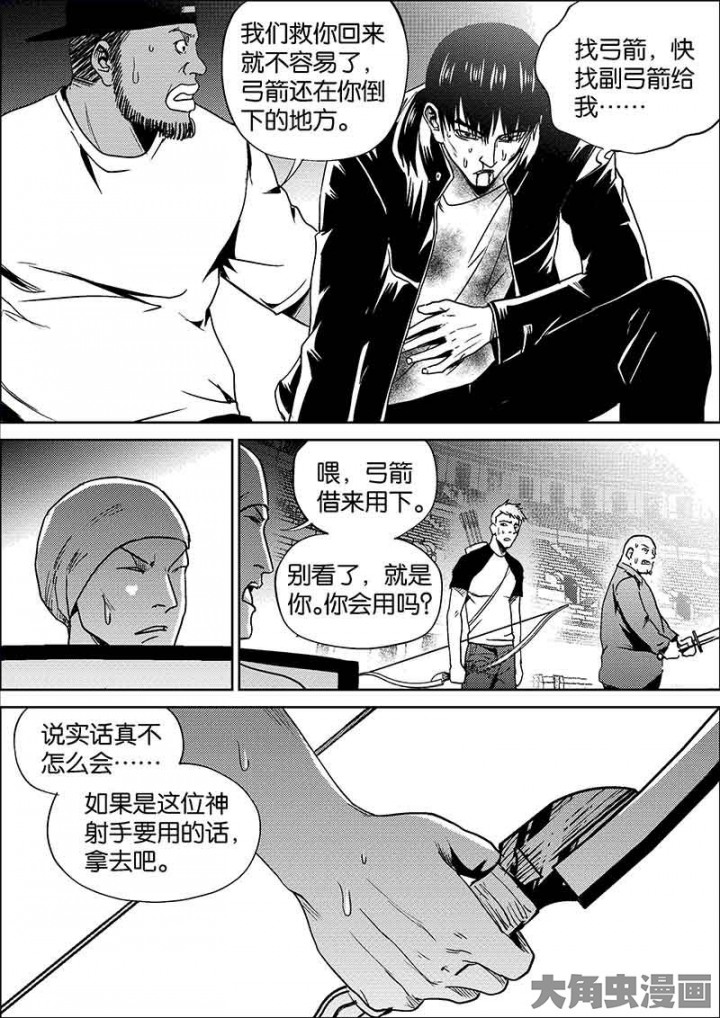 我们救你回来
就不容易了，
弓箭还在你倒
下的地方。
找弓箭，快
找副弓箭给
我……
喂，弓箭
借来用下。
别看了，就是
你。你会用吗？
说实话真不
怎么会……
如果是这位神
射手要用的话，
拿去吧。
大角虫漫画